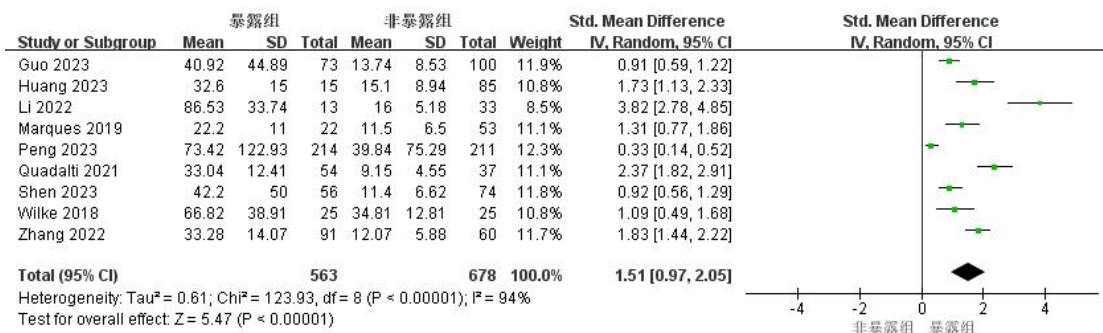 暴露组 非暴露组 Std. Mean Difference Std. Mean Difference
Study or Subgroup Mean SD Total Mean SD Total Weight IV, Random, 95% CI IV, Random, 95% CI
Guo 2023 40.92 44.89 73 13.74 8.53 100 11.9% 0.91 [0.59, 1.22]
Huang 2023 32.6 15 15 15.1 8.94 85 10.8% 1.73 [1.13, 2.33]
Li 2022 86.53 33.74 13 16 5.18 33 8.5% 3.82 [2.78, 4.85]
Marques 2019 22.2 11 22 11.5 6.5 53 11.1% 1.31 [0.77, 1.86]
Peng 2023 73.42 122.93 214 39.84 75.29 211 12.3% 0.33 [0.14, 0.52]
Quadalti 2021 33.04 12.41 54 9.15 4.55 37 11.1% 2.37 [1.82, 2.91]
Shen 2023 42.2 50 56 11.4 6.62 74 11.8% 0.92 [0.56, 1.29]
Wilke 2018 66.82 38.91 25 34.81 12.81 25 10.8% 1.09 [0.49, 1.68]
Zhang 2022 33.28 14.07 91 12.07 5.88 60 11.7% 1.83 [1.44, 2.22]
Total (95% CI) 563 678 100.0% 1.51 [0.97, 2.05]
Heterogeneity: Tau² = 0.61; Chi² = 123.93, df = 8 (P < 0.00001); I² = 94%
Test for overall effect: Z = 5.47 (P < 0.00001)
-4 -2 0 2 4
非暴露组 暴露组